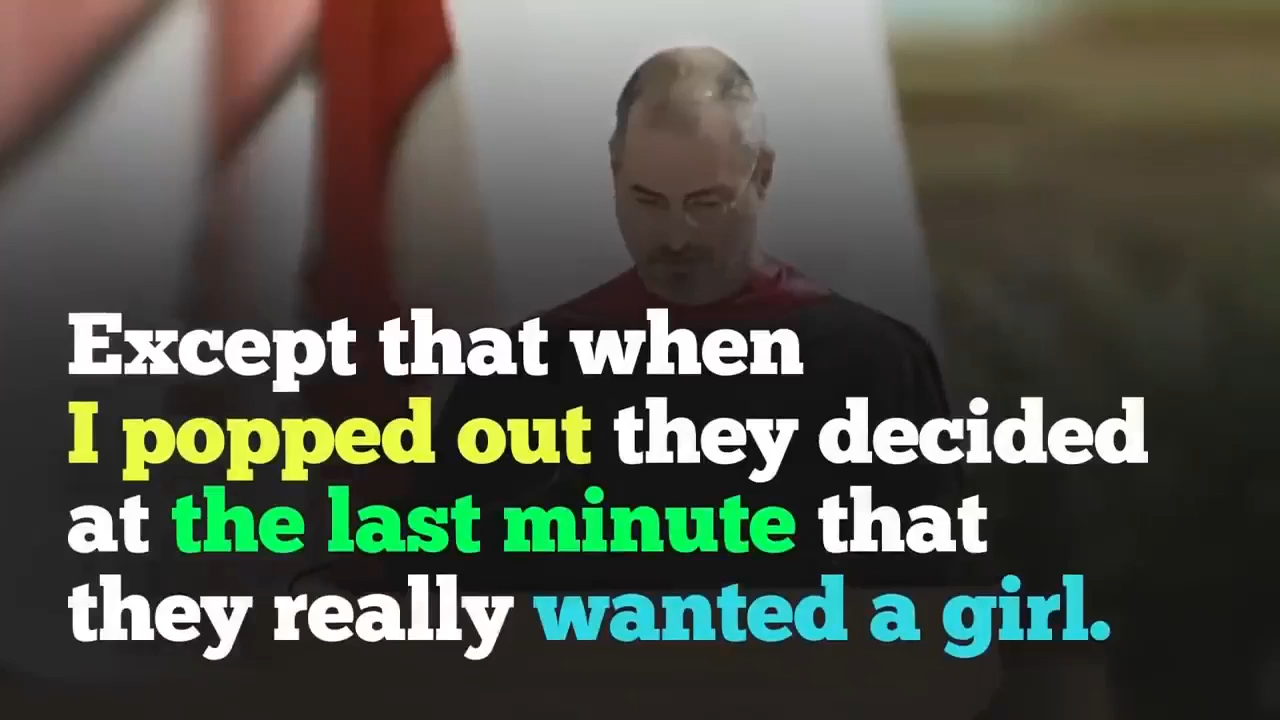 Except that when
I popped out they decided
at the last minute that
they really wanted a girl.